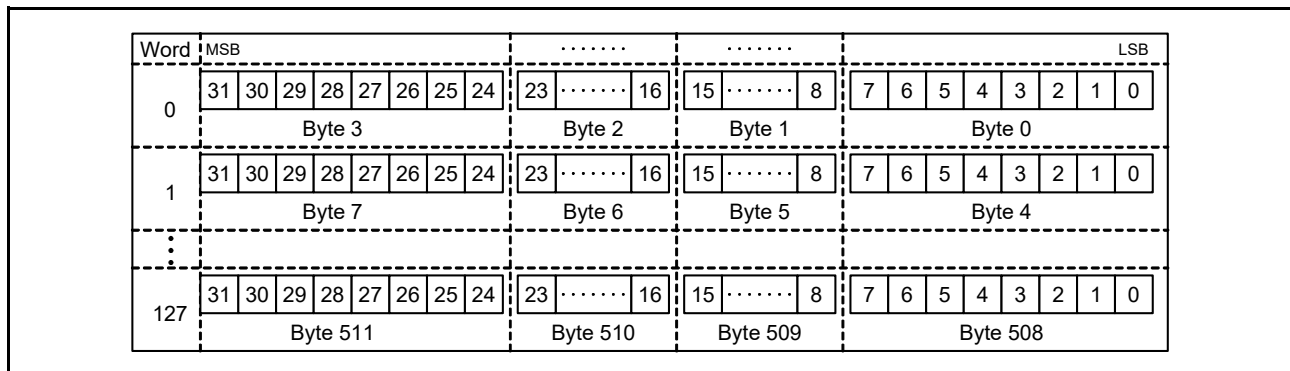 Word MSB ······· ······· LSB
0 31 30 29 28 27 26 25 24 23 ······· 16 15 ······· 8 7 6 5 4 3 2 1 0
Byte 3 Byte 2 Byte 1 Byte 0
1 31 30 29 28 27 26 25 24 23 ······· 16 15 ······· 8 7 6 5 4 3 2 1 0
Byte 7 Byte 6 Byte 5 Byte 4
⋮
127 31 30 29 28 27 26 25 24 23 ······· 16 15 ······· 8 7 6 5 4 3 2 1 0
Byte 511 Byte 510 Byte 509 Byte 508